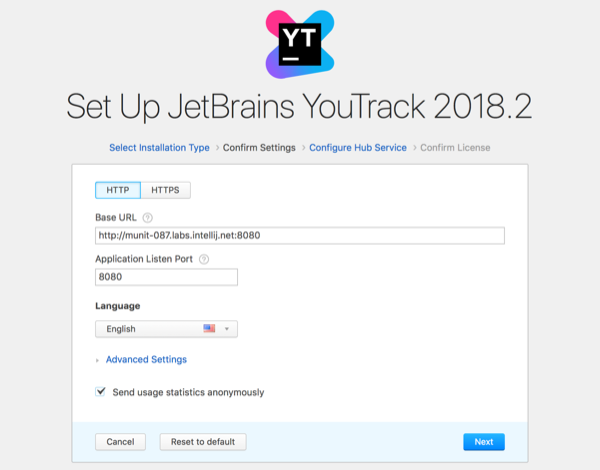 YT
Set Up JetBrains YouTrack 2018.2
Select Installation Type › Confirm Settings › Configure Hub Service › Confirm License
HTTP HTTPS
Base URL ?
http://munit-087.labs.intellij.net:8080
Application Listen Port ?
8080
Language
English
Advanced Settings
Send usage statistics anonymously
Cancel Reset to default Next